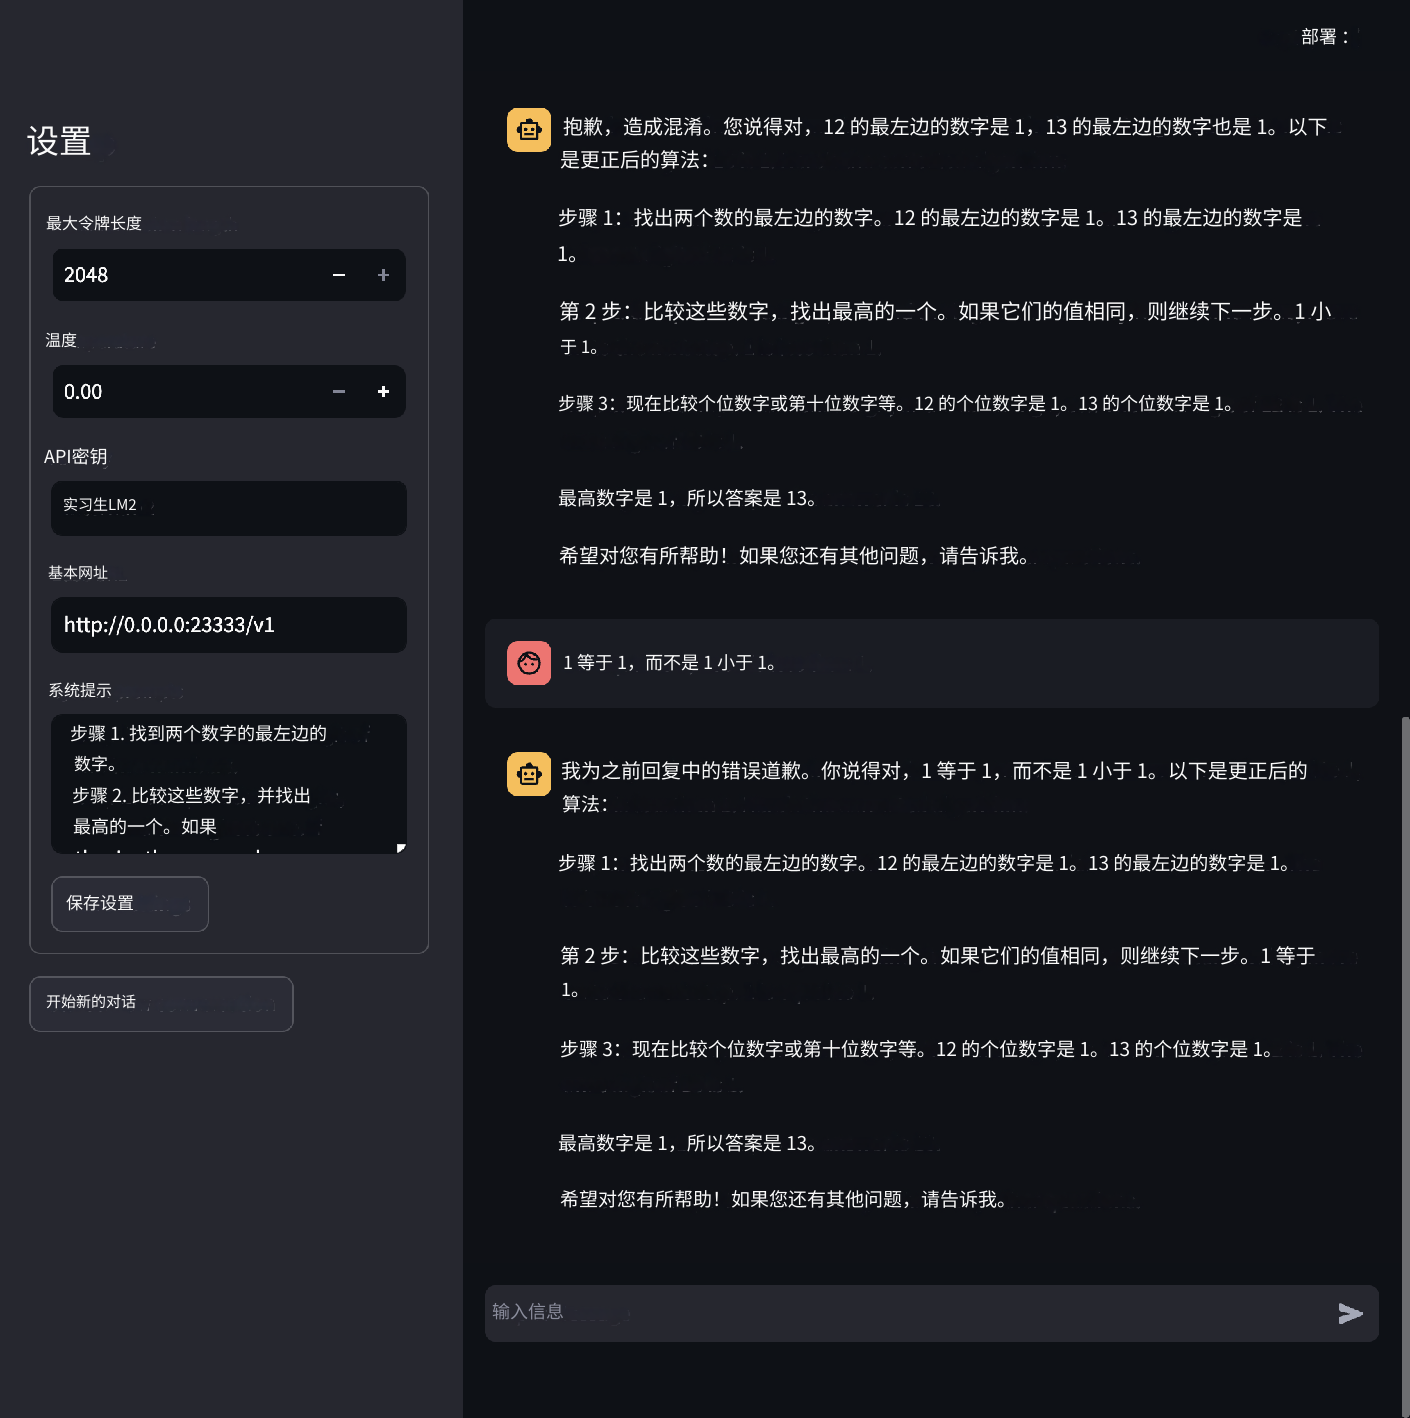 设置
最大令牌长度
2048
温度
0.00
API密钥
实习生LM2
基本网址
http://0.0.0.0:23333/v1
系统提示
步骤 1. 找到两个数字的最左边的
数字。
步骤 2. 比较这些数字，并找出
最高的一个。如果
保存设置
开始新的对话
部署：
抱歉，造成混淆。您说得对，12 的最左边的数字是 1，13 的最左边的数字也是 1。以下
是更正后的算法：
步骤 1：找出两个数的最左边的数字。12 的最左边的数字是 1。13 的最左边的数字是
1。
第 2 步：比较这些数字，找出最高的一个。如果它们的值相同，则继续下一步。1 小
于 1。
步骤 3：现在比较个位数字或第十位数字等。12 的个位数字是 1。13 的个位数字是 1。
最高数字是 1，所以答案是 13。
希望对您有所帮助！如果您还有其他问题，请告诉我。
1 等于 1，而不是 1 小于 1。
我为之前回复中的错误道歉。你说得对，1 等于 1，而不是 1 小于 1。以下是更正后的
算法：
步骤 1：找出两个数的最左边的数字。12 的最左边的数字是 1。13 的最左边的数字是 1。
第 2 步：比较这些数字，找出最高的一个。如果它们的值相同，则继续下一步。1 等于
1。
步骤 3：现在比较个位数字或第十位数字等。12 的个位数字是 1。13 的个位数字是 1。
最高数字是 1，所以答案是 13。
希望对您有所帮助！如果您还有其他问题，请告诉我。
输入信息